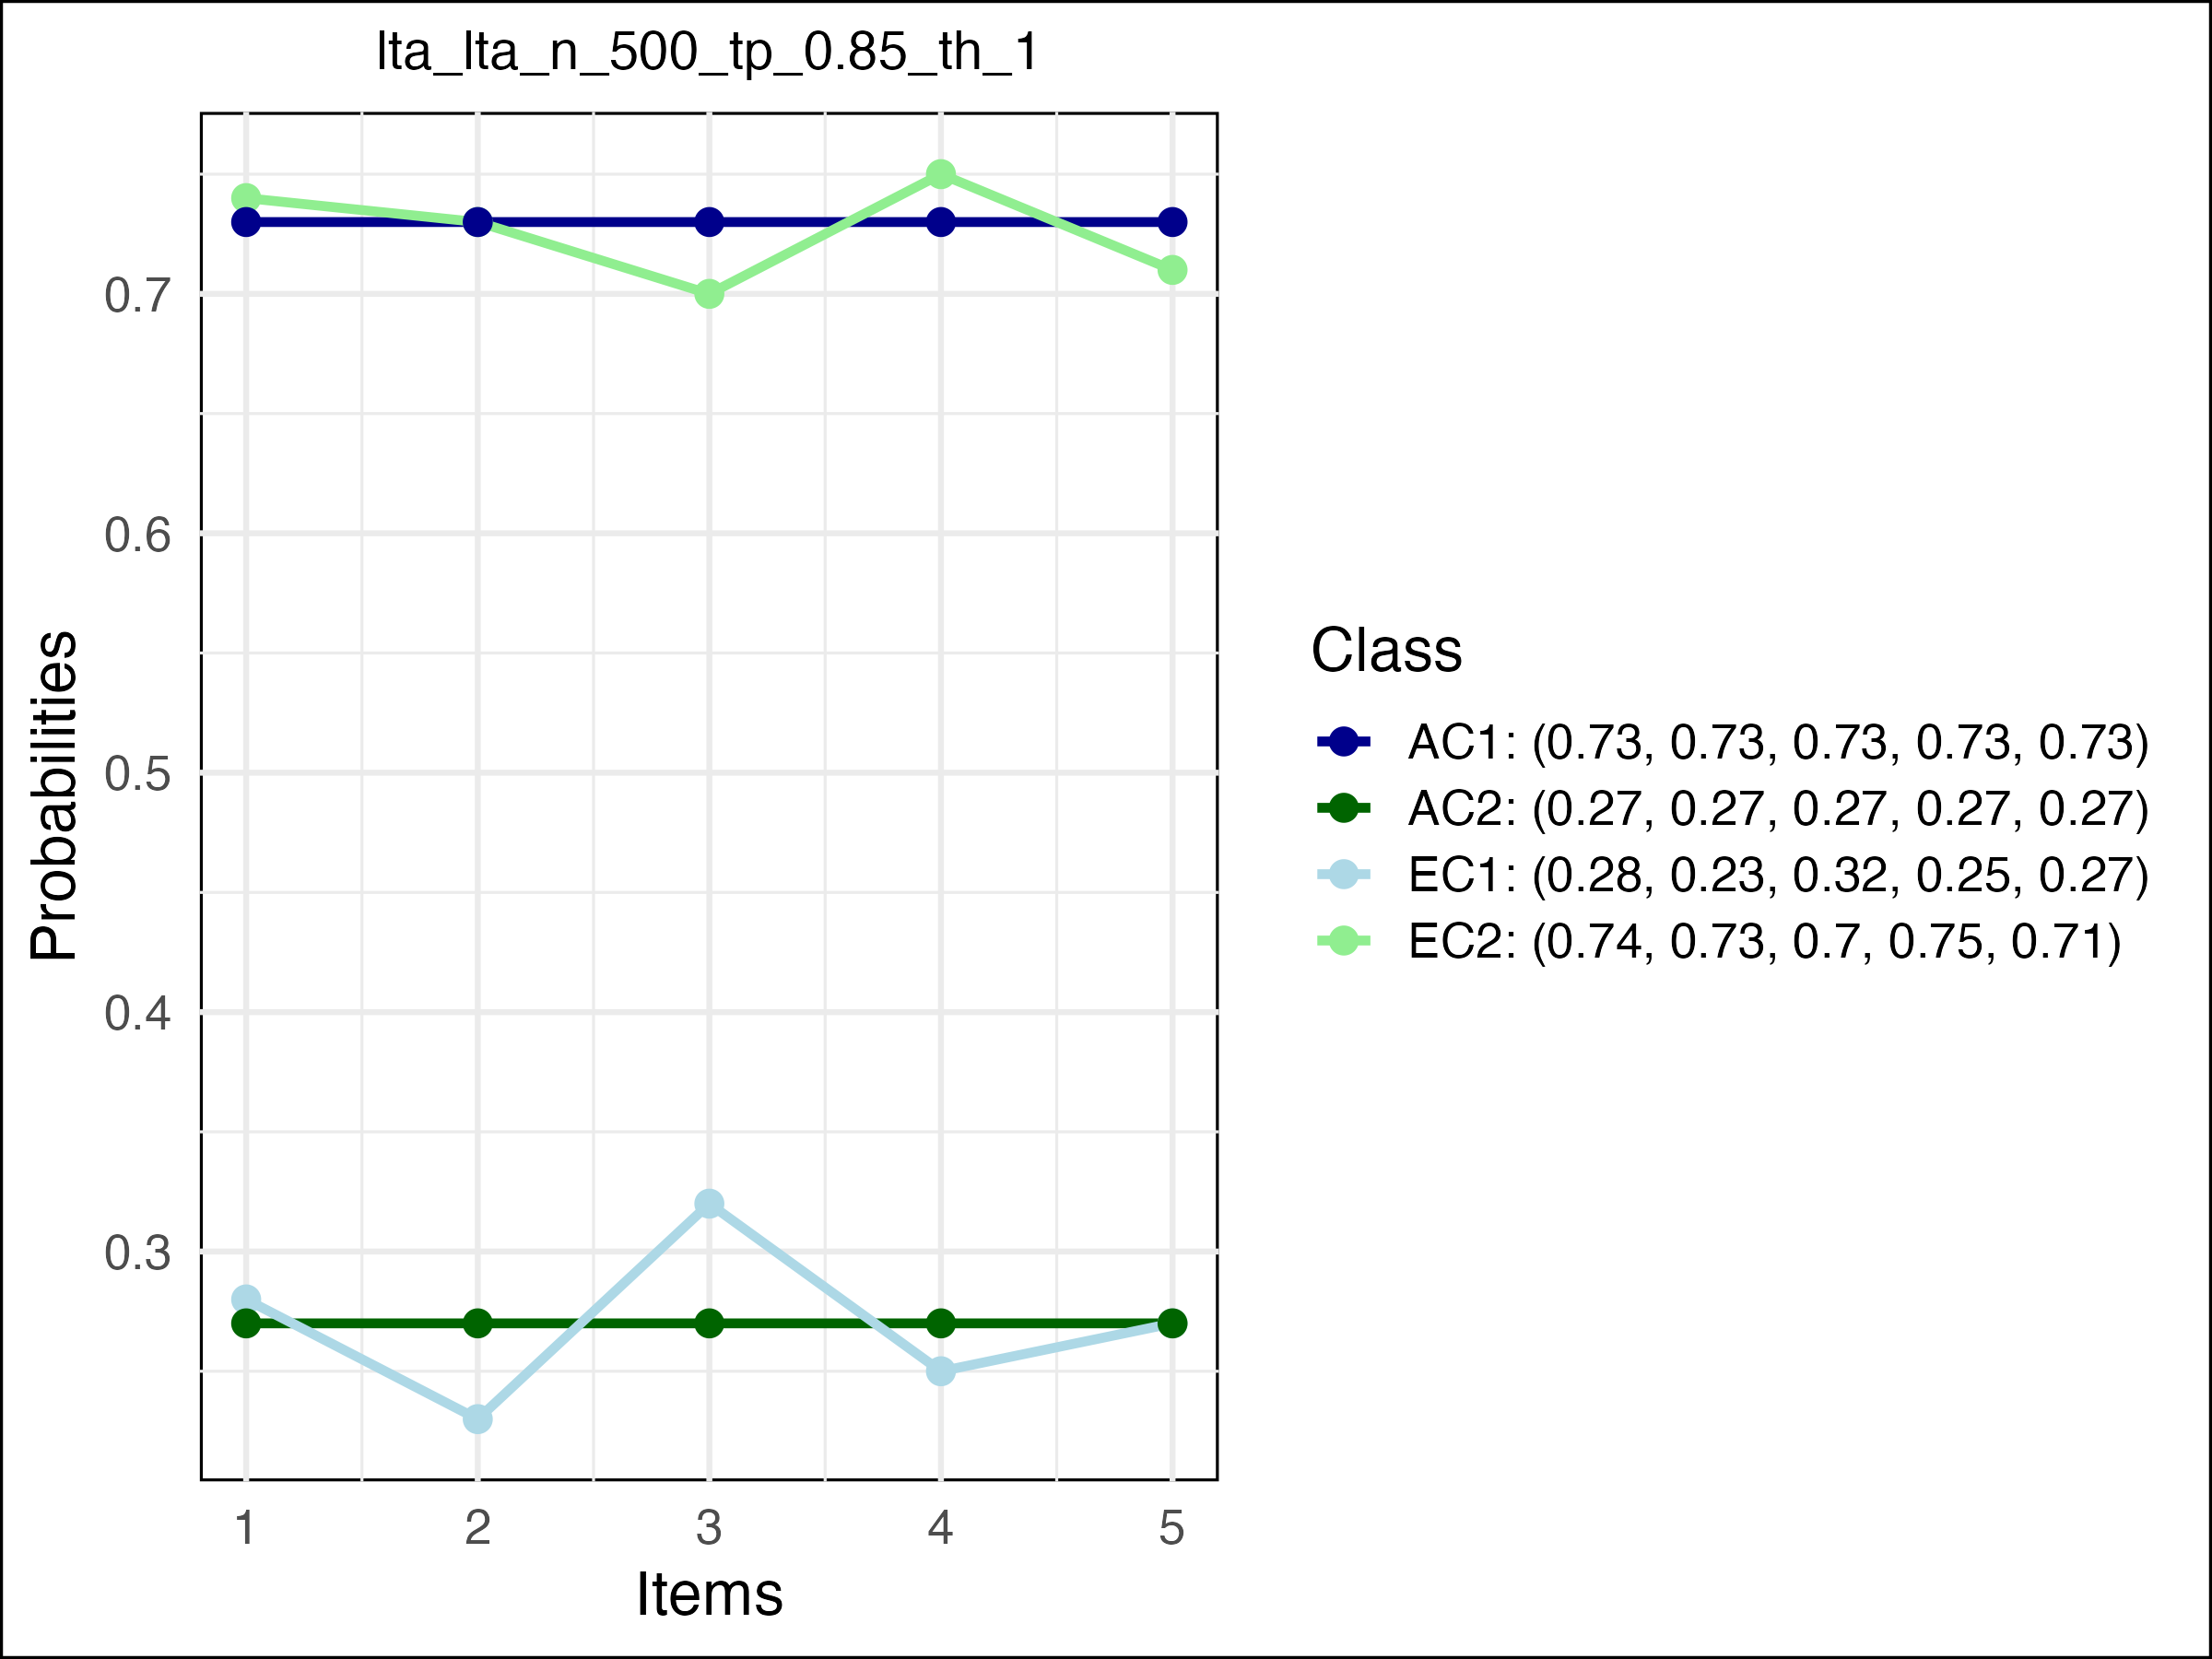 lta_lta_n_500_tp_0.85_th_1
Probabilities
0.7
0.6
0.5
0.4
0.3
1 2 3 4 5
Items
Class
AC1: (0.73, 0.73, 0.73, 0.73, 0.73)
AC2: (0.27, 0.27, 0.27, 0.27, 0.27)
EC1: (0.28, 0.23, 0.32, 0.25, 0.27)
EC2: (0.74, 0.73, 0.7, 0.75, 0.71)